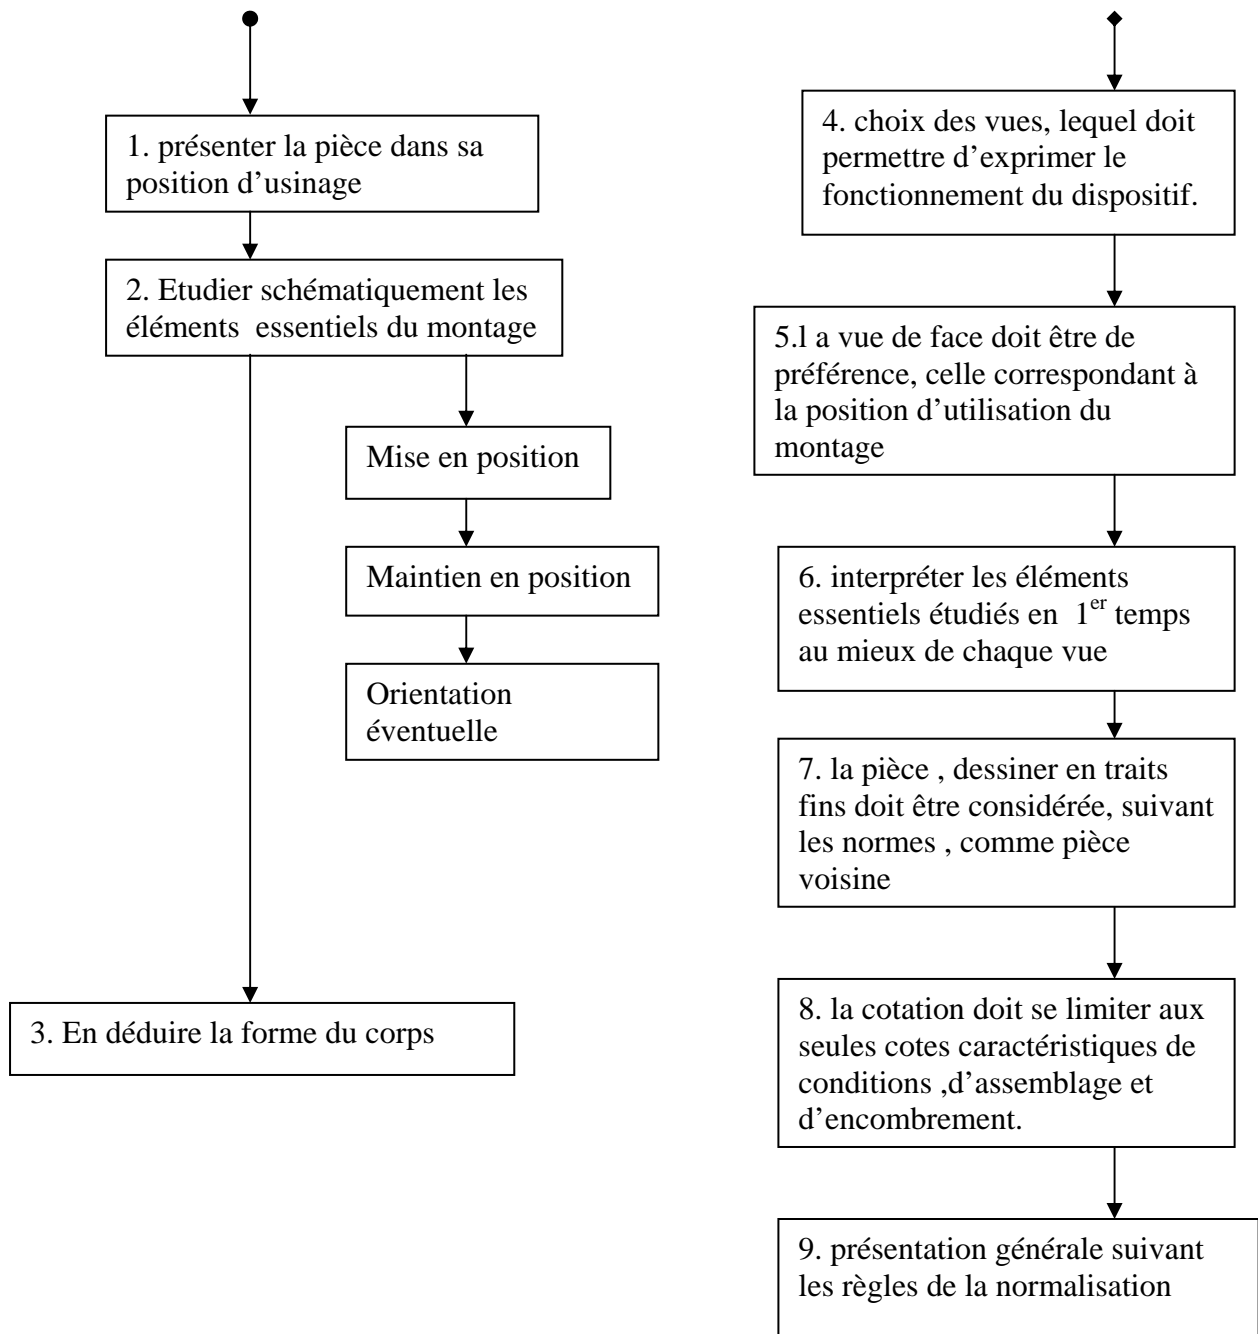 1. présenter la pièce dans sa
position d’usinage
2. Etudier schématiquement les
éléments  essentiels du montage
Mise en position
Maintien en position
Orientation
éventuelle
3. En déduire la forme du corps
4. choix des vues, lequel doit
permettre d’exprimer le
fonctionnement du dispositif.
5.l a vue de face doit être de
préférence, celle correspondant à
la position d’utilisation du
montage
6. interpréter les éléments
essentiels étudiés en  1er temps
au mieux de chaque vue
7. la pièce , dessiner en traits
fins doit être considérée, suivant
les normes , comme pièce
voisine
8. la cotation doit se limiter aux
seules cotes caractéristiques de
conditions ,d’assemblage et
d’encombrement.
9. présentation générale suivant
les règles de la normalisation